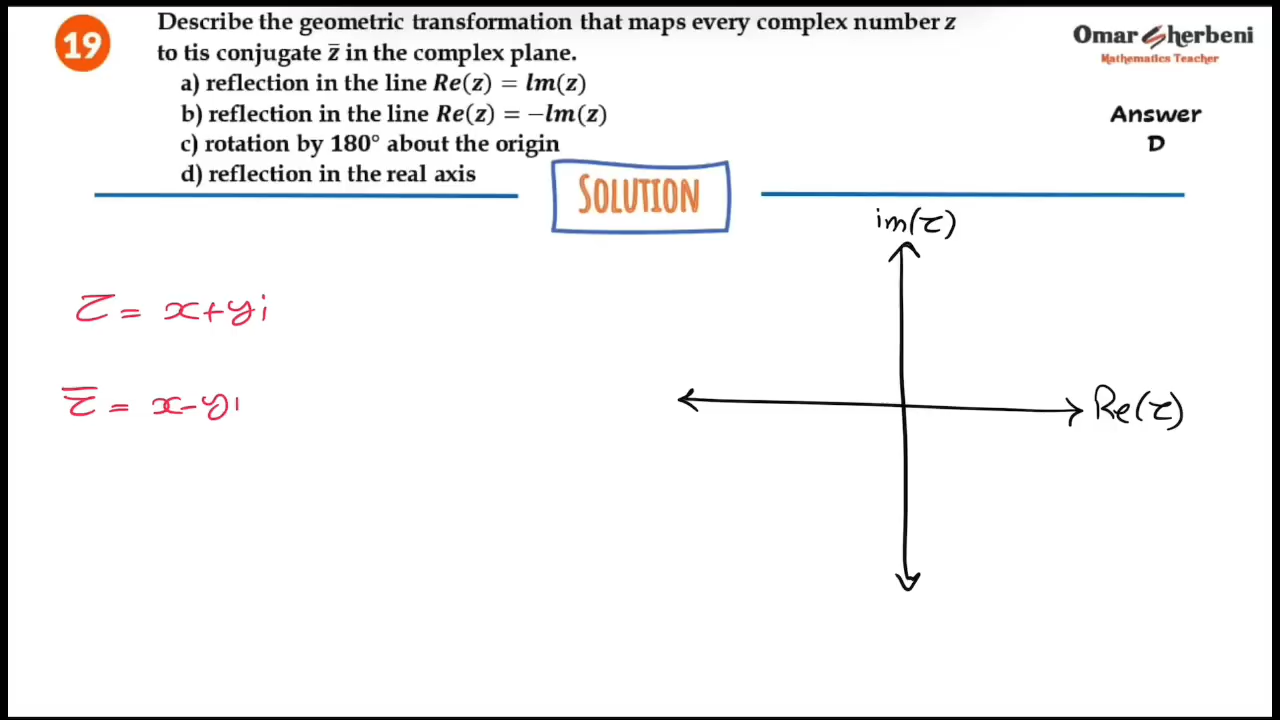 19
Describe the geometric transformation that maps every complex number z
to tis conjugate z̄ in the complex plane.
a) reflection in the line Re(z) = lm(z)
b) reflection in the line Re(z) = −lm(z)
c) rotation by 180° about the origin
d) reflection in the real axis
Omar Sherbeni
Mathematics Teacher
Answer
D
SOLUTION
im(z)
z = x+yi
z̄ = x-yi
Re(z)